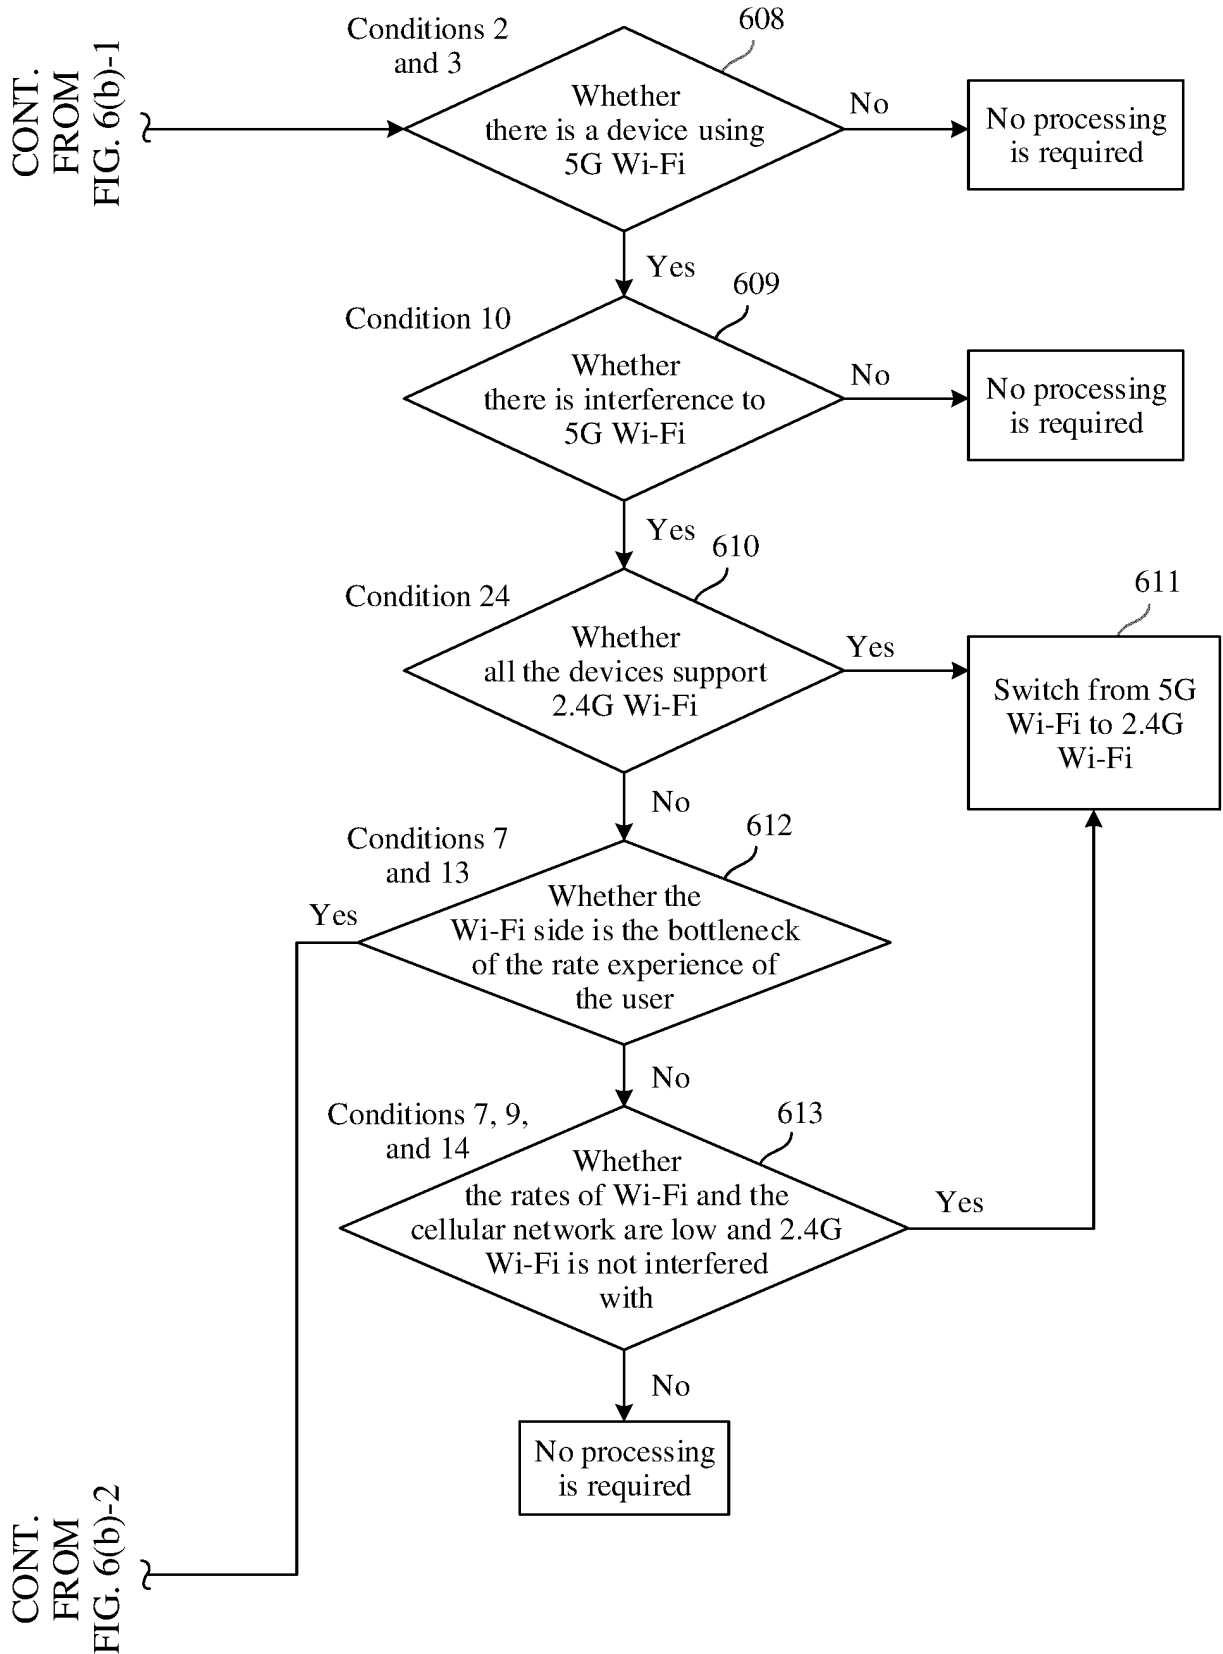 CONT.
FROM
FIG. 6(b)-1
Conditions 2
and 3
608
Whether
there is a device using
5G Wi-Fi
No
No processing
is required
Yes
Condition 10
609
Whether
there is interference to
5G Wi-Fi
No
No processing
is required
Yes
Condition 24
610
Whether
all the devices support
2.4G Wi-Fi
Yes
611
Switch from 5G
Wi-Fi to 2.4G
Wi-Fi
No
Conditions 7
and 13
612
Whether the
Wi-Fi side is the bottleneck
of the rate experience of
the user
Yes
No
Conditions 7, 9,
and 14
613
Whether
the rates of Wi-Fi and the
cellular network are low and 2.4G
Wi-Fi is not interfered
with
Yes
No
No processing
is required
CONT.
FROM
FIG. 6(b)-2